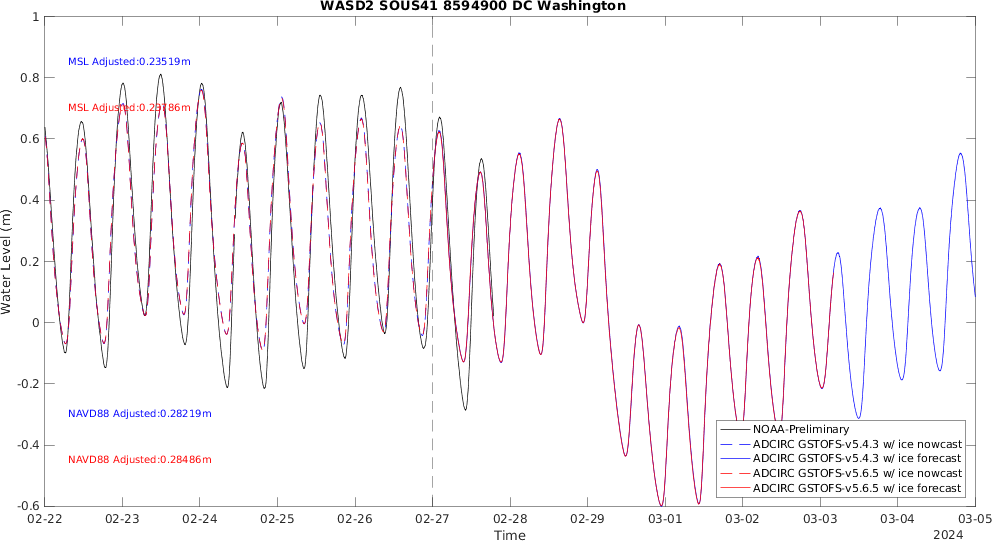 WASD2 SOUS41 8594900 DC Washington
1
0.8
0.6
0.4
0.2
0
-0.2
-0.4
-0.6
Water Level (m)
MSL Adjusted:0.23519m
MSL Adjusted:0.29786m
NAVD88 Adjusted:0.28219m
NAVD88 Adjusted:0.28486m
NOAA-Preliminary
ADCIRC GSTOFS-v5.4.3 w/ ice nowcast
ADCIRC GSTOFS-v5.4.3 w/ ice forecast
ADCIRC GSTOFS-v5.6.5 w/ ice nowcast
ADCIRC GSTOFS-v5.6.5 w/ ice forecast
02-22 02-23 02-24 02-25 02-26 02-27 02-28 02-29 03-01 03-02 03-03 03-04 03-05
Time
2024